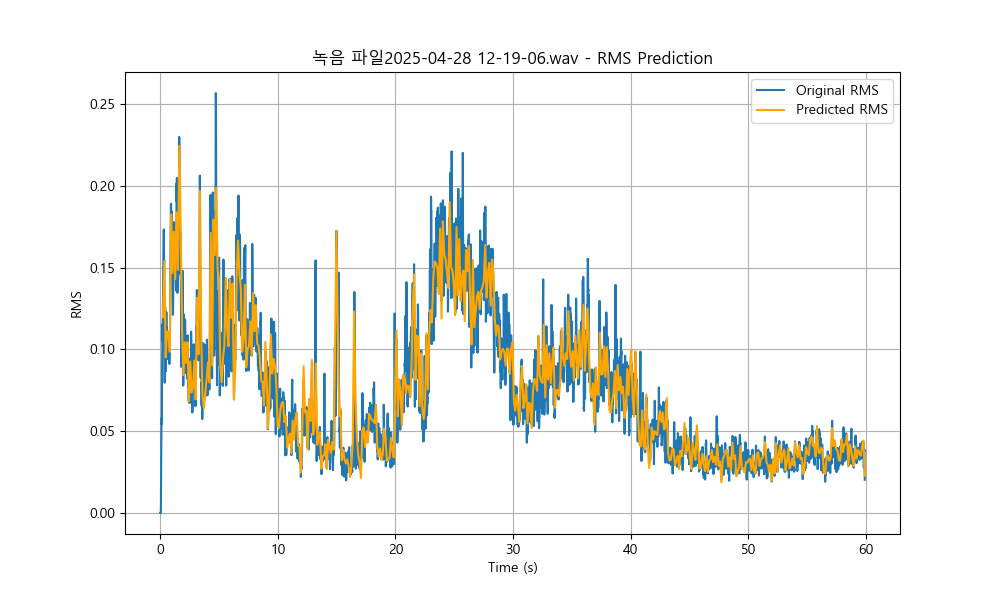 녹음 파일2025-04-28 12-19-06.wav - RMS Prediction
Original RMS
Predicted RMS
0.25
0.20
0.15
0.10
0.05
0.00
RMS
0 10 20 30 40 50 60
Time (s)